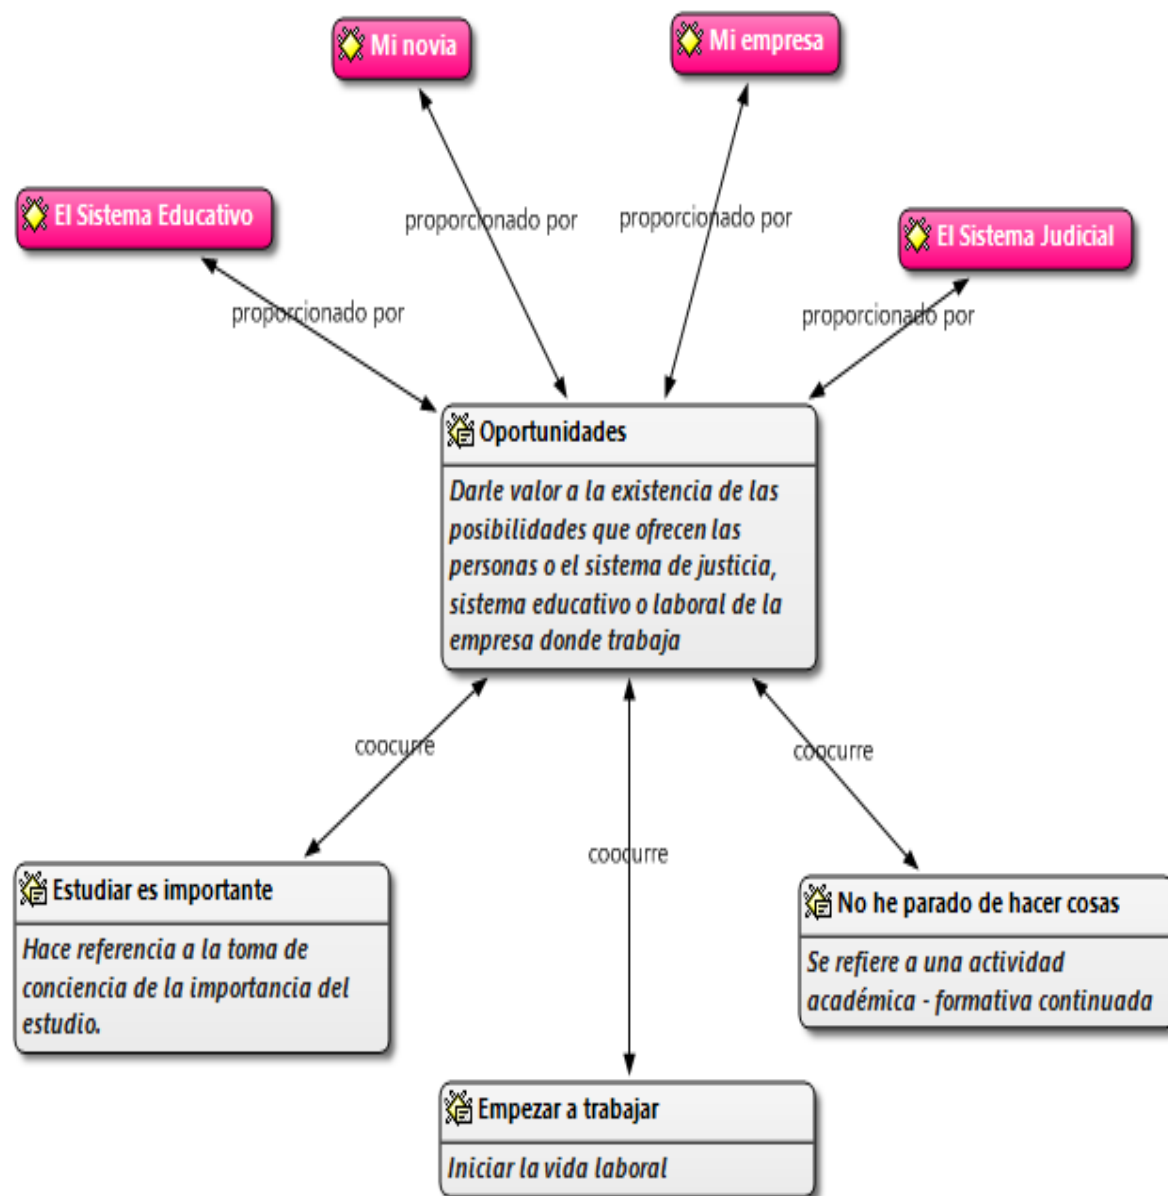 Mi novia
Mi empresa
El Sistema Educativo
El Sistema Judicial
proporcionado por
proporcionado por
proporcionado por
proporcionado por
Oportunidades
Darle valor a la existencia de las
posibilidades que ofrecen las
personas o el sistema de justicia,
sistema educativo o laboral de la
empresa donde trabaja
coocurre
coocurre
coocurre
Estudiar es importante
Hace referencia a la toma de
conciencia de la importancia del
estudio.
No he parado de hacer cosas
Se refiere a una actividad
académica - formativa continuada
Empezar a trabajar
Iniciar la vida laboral